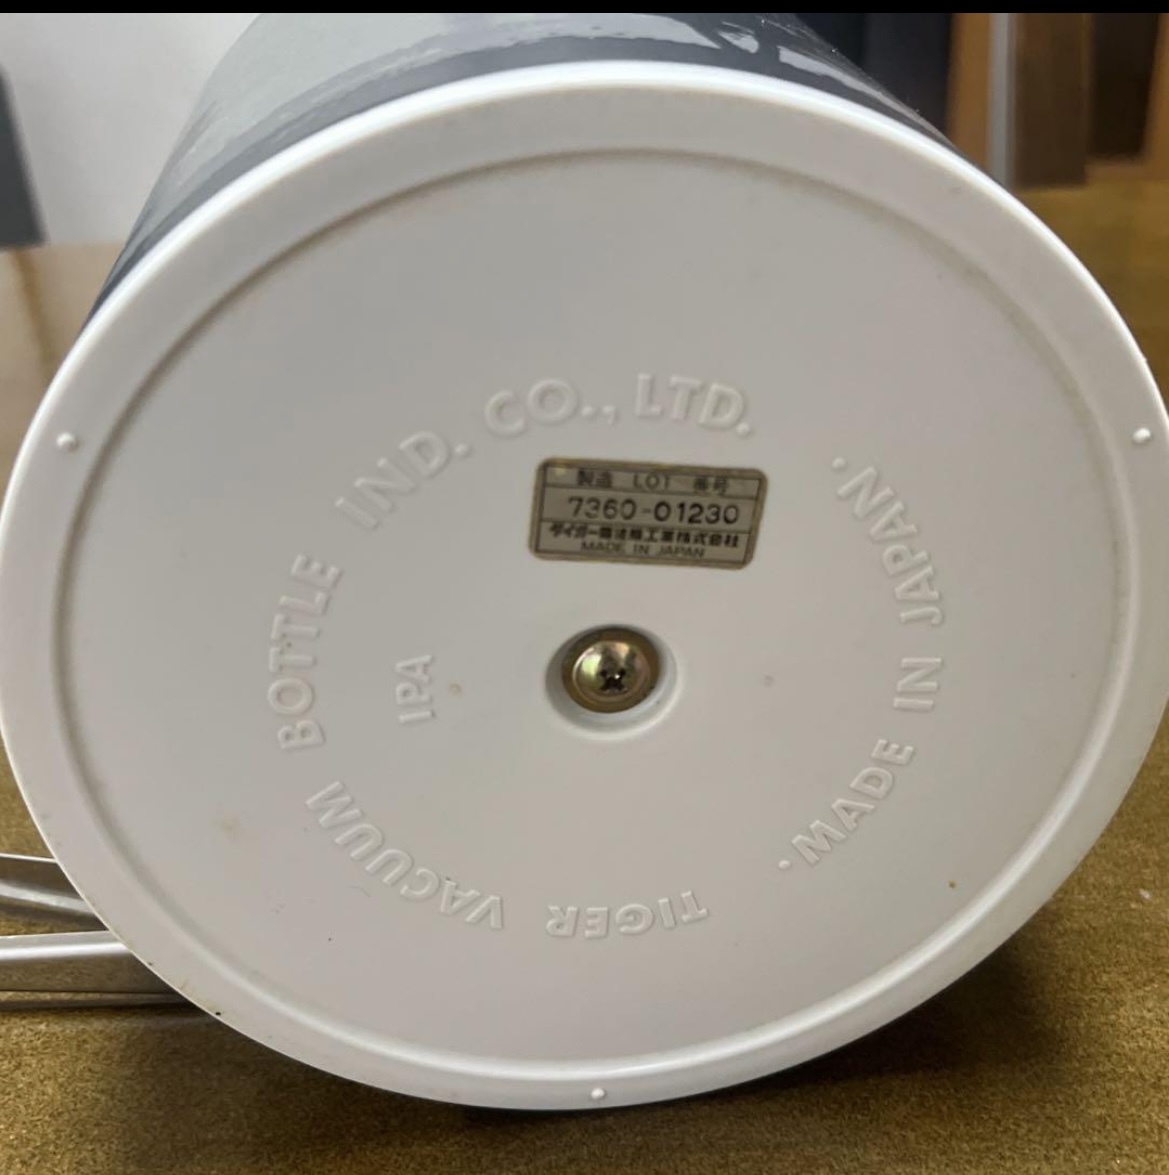 TIGER VACUUM BOTTLE IND. CO., LTD.
· MADE IN JAPAN ·
IPA
製造 LOT 番号
7360-01230
タイガー魔法瓶工業株式会社
MADE IN JAPAN